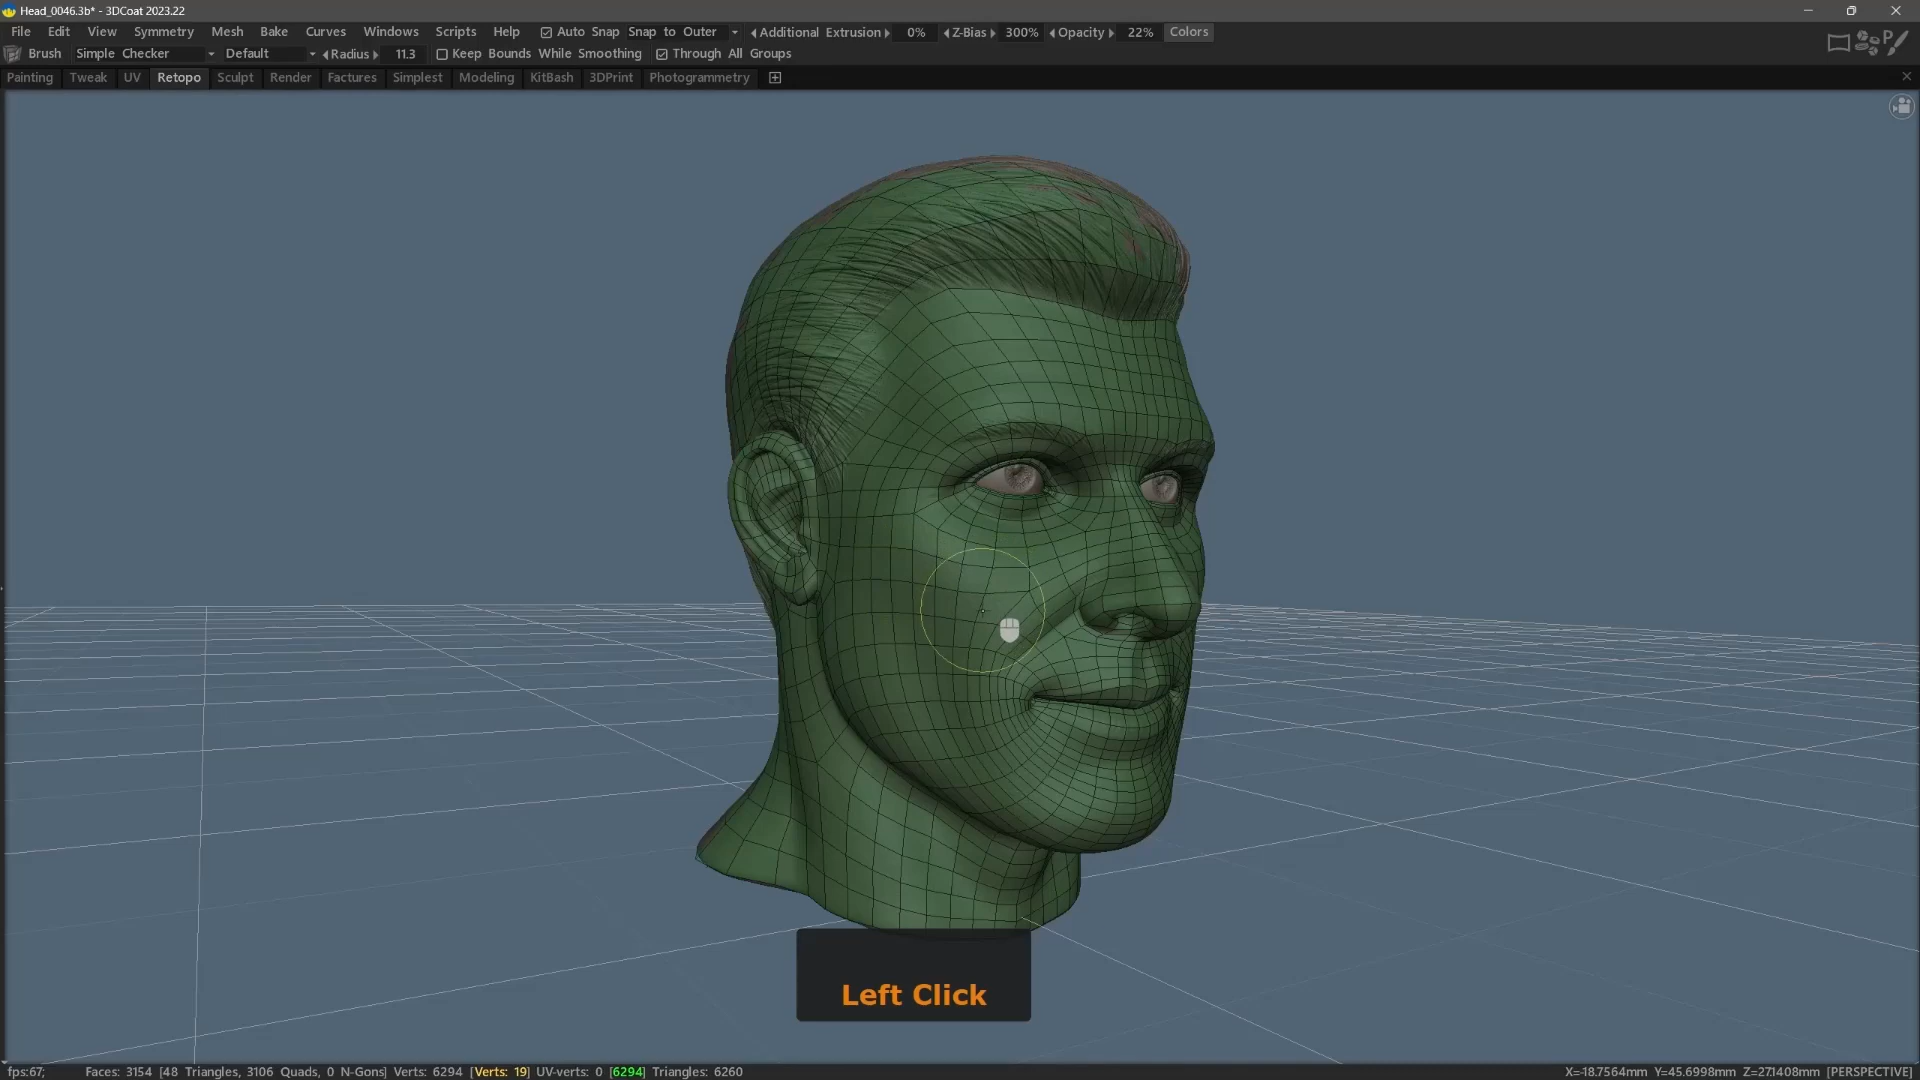 Head_0046.3b* - 3DCoat 2023.22
File Edit View Symmetry Mesh Bake Curves Windows Scripts Help Auto Snap Snap to Outer Additional Extrusion 0% Z-Bias 300% Opacity 22% Colors
Brush Simple Checker Default Radius 11.3 Keep Bounds While Smoothing Through All Groups
Painting Tweak UV Retopo Sculpt Render Factures Simplest Modeling KitBash 3DPrint Photogrammetry
Left Click
fps:67; Faces: 3154 [48 Triangles, 3106 Quads, 0 N-Gons] Verts: 6294 [Verts: 19] UV-verts: 0 [6294] Triangles: 6260 X=-18.7564mm Y=45.6998mm Z=27.1408mm [PERSPECTIVE]